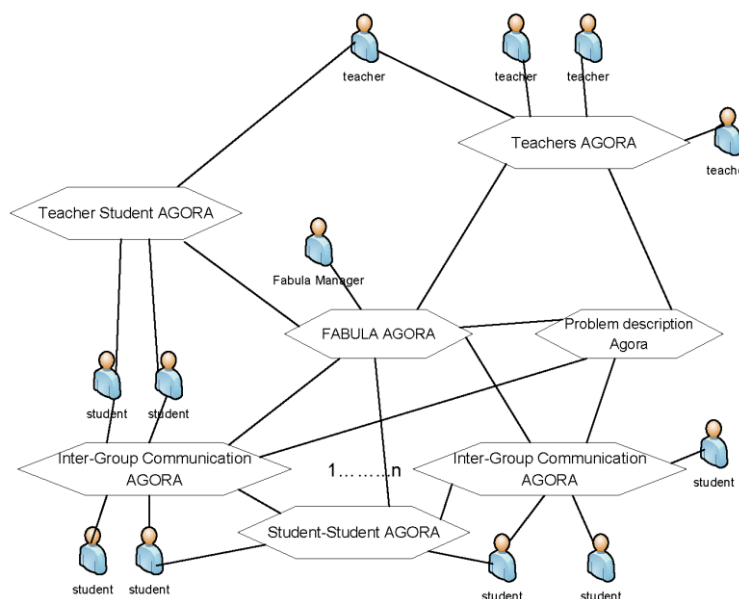 teacher
teacher
teacher
Teachers AGORA
teache
Teacher Student AGORA
Fabula Manager
FABULA AGORA
Problem description
Agora
student
student
Inter-Group Communication
AGORA
1.........n
Inter-Group Communication
AGORA
student
Student-Student AGORA
student
student
student
student